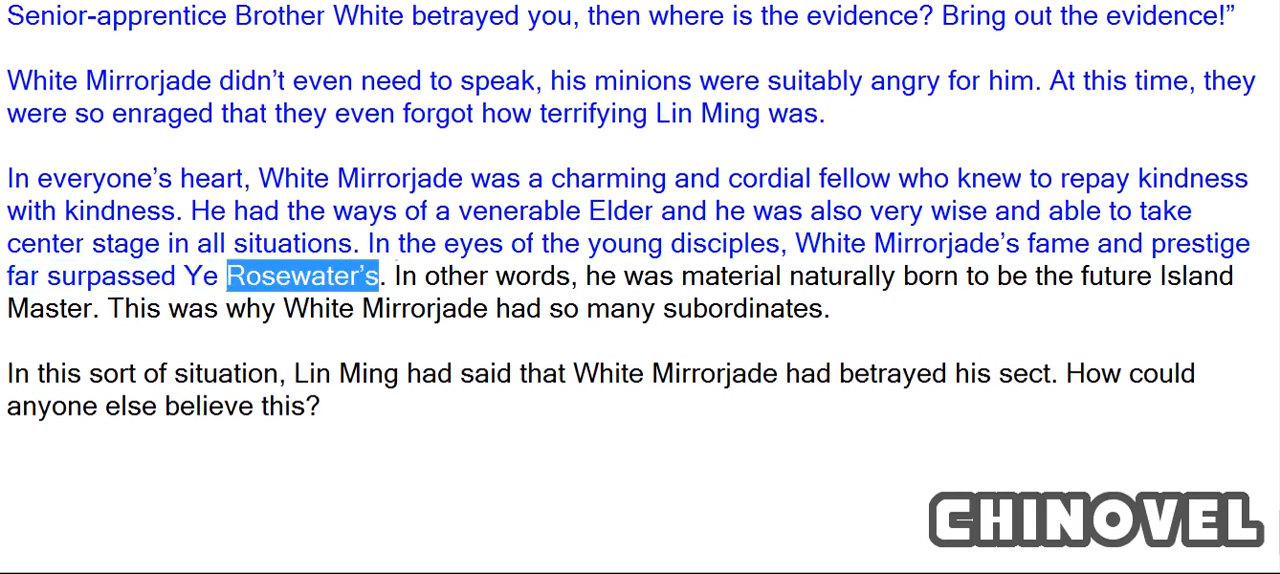 Senior-apprentice Brother White betrayed you, then where is the evidence? Bring out the evidence!”
White Mirrorjade didn’t even need to speak, his minions were suitably angry for him. At this time, they
were so enraged that they even forgot how terrifying Lin Ming was.
In everyone’s heart, White Mirrorjade was a charming and cordial fellow who knew to repay kindness
with kindness. He had the ways of a venerable Elder and he was also very wise and able to take
center stage in all situations. In the eyes of the young disciples, White Mirrorjade’s fame and prestige
far surpassed Ye Rosewater’s. In other words, he was material naturally born to be the future Island
Master. This was why White Mirrorjade had so many subordinates.
In this sort of situation, Lin Ming had said that White Mirrorjade had betrayed his sect. How could
anyone else believe this?
CHINOVEL